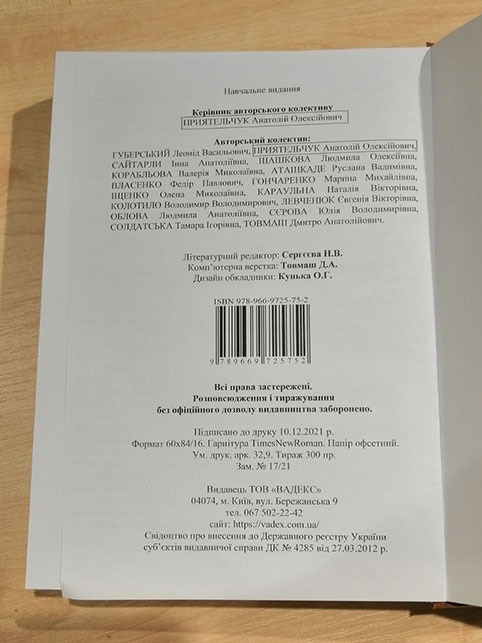 Навчальне видання
Керівник авторського колективу
ПРИЯТЕЛЬЧУК Анатолій Олексійович
Авторський колектив:
ГУБЕРСЬКИЙ Леонід Васильович, ПРИЯТЕЛЬЧУК Анатолій Олексійович,
САЙТАРЛИ Інна Анатоліївна, ШАШКОВА Людмила Олексіївна,
КОРАБЛЬОВА Валерія Миколаївна, АТАШКАДЕ Руслана Валимівна,
ВЛАСЕНКО Федір Павлович, ГОНЧАРЕНКО Марина Михайлівна,
ІЩЕНКО Олена Миколаївна, КАРАУЛЬНА Наталія Вікторівна,
КОЛОТИЛО Володимир Володимирович, ЛЕВЧЕНЮК Євгенія Вікторівна,
ОБЛОВА Людмила Анатоліївна, СЄРОВА Юлія Володимирівна,
СОЛДАТСЬКА Тамара Ігорівна, ТОВМАШ Дмитро Анатолійович.
Літературний редактор: Сергєєва Н.В.
Комп'ютерна верстка: Товмаш Д.А.
Дизайн обкладинки: Кунька О.Г.
ISBN 978-966-9725-75-2
9 789669 725752
Всі права застережені.
Розповсюдження і тиражування
без офіційного дозволу видавництва заборонено.
Підписано до друку 10.12.2021 р.
Формат 60х84/16. Гарнітура TimesNewRoman. Папір офсетний.
Ум. друк. арк. 32,9. Тираж 300 пр.
Зам. № 17/21
Видавець ТОВ «ВАДЕКС»
04074, м. Київ, вул. Бережанська 9
тел. 067 502-22-42
сайт: https://vadex.com.ua/
Свідоцтво про внесення до Державного реєстру України
суб'єктів видавничої справи ДК № 4285 від 27.03.2012 р.